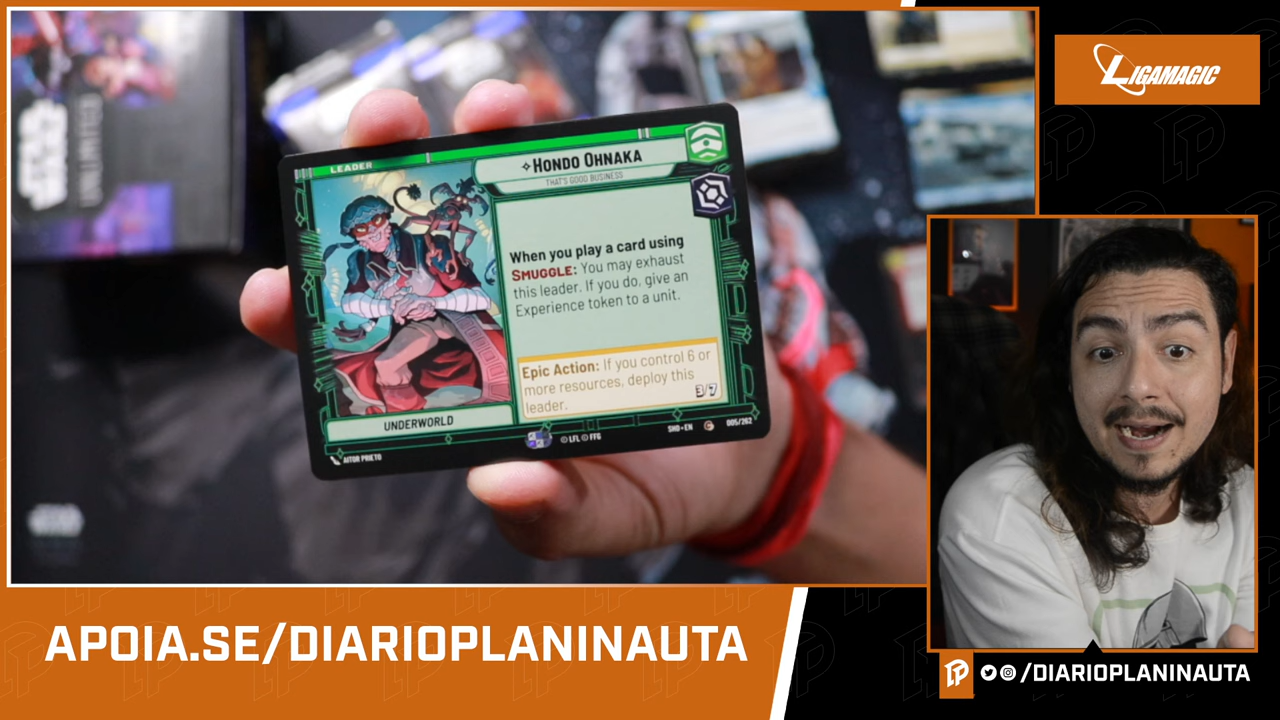 LIGAMAGIC
STAR
WARS
LEADER
HONDO OHNAKA
THAT'S GOOD BUSINESS
When you play a card using
SMUGGLE: You may exhaust
this leader. If you do, give an
Experience token to a unit.
Epic Action: If you control 6 or
more resources, deploy this
leader.
3/7
UNDERWORLD
AITOR PRIETO
© LFL © FFG
SHD•EN
C
005/262
APOIA.SE/DIARIOPLANINAUTA
/DIARIOPLANINAUTA